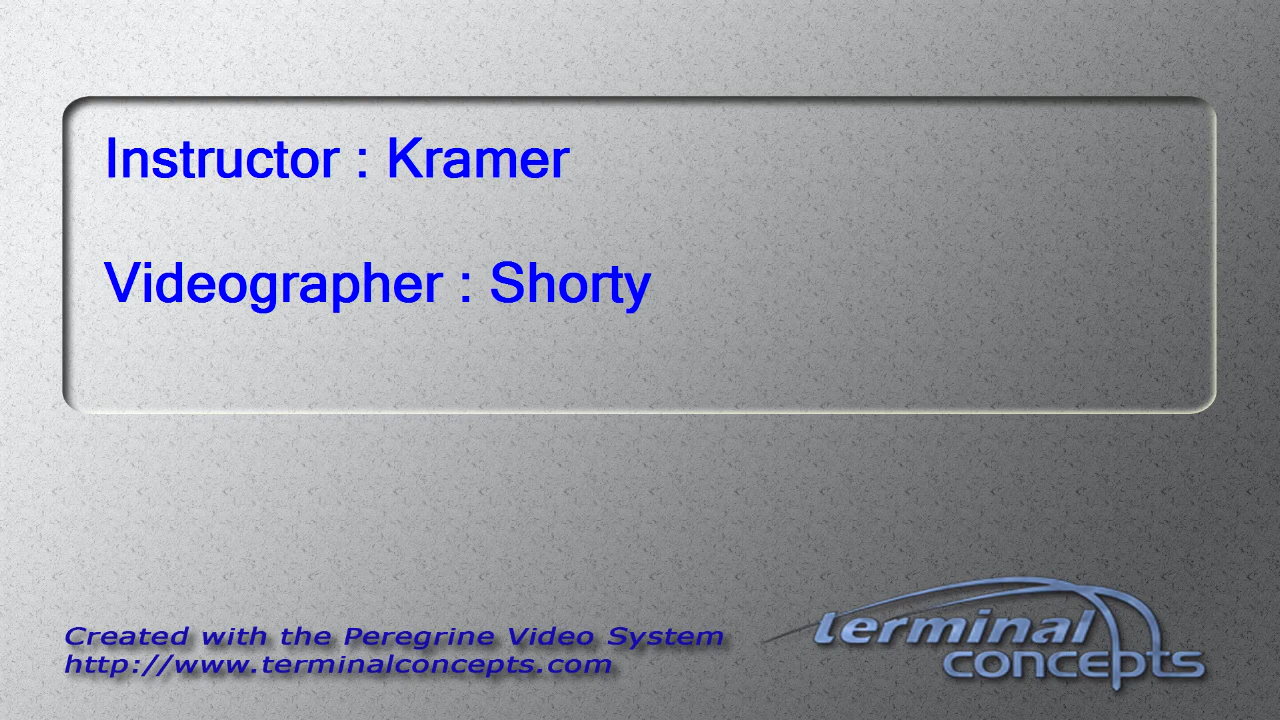 Instructor : Kramer
Videographer : Shorty
Created with the Peregrine Video System
http://www.terminalconcepts.com
terminal
concepts